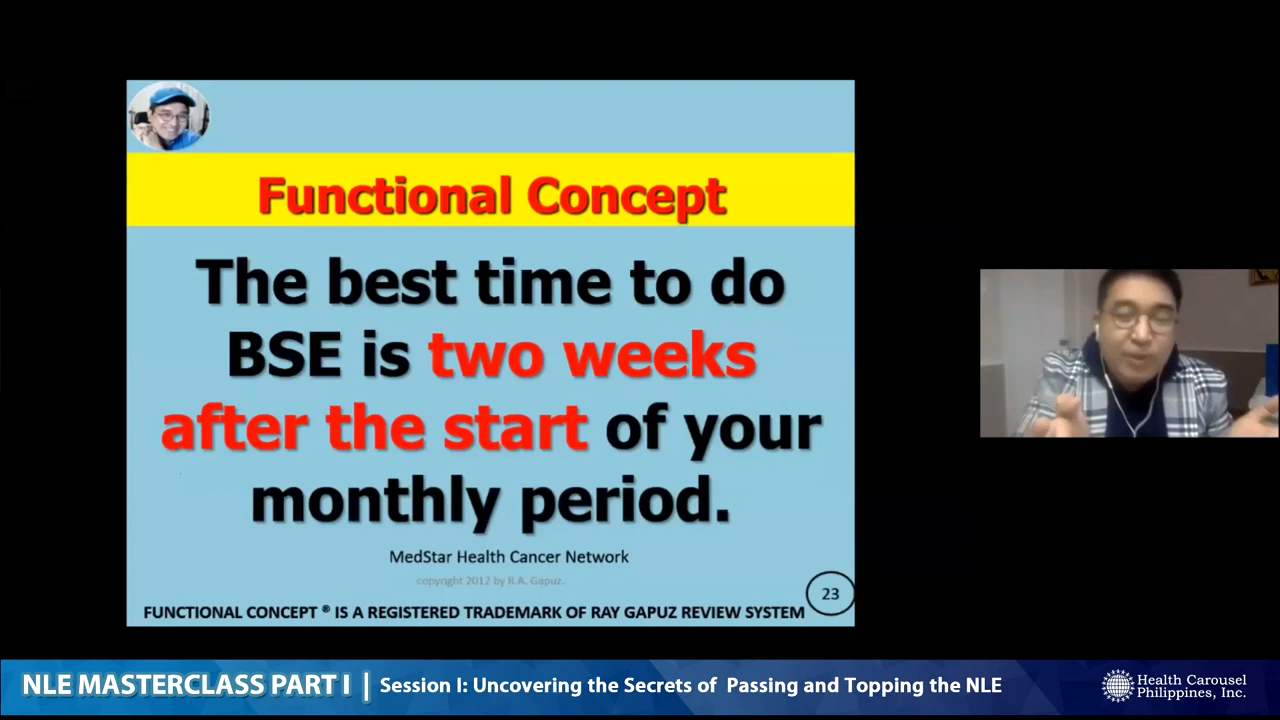 Functional Concept
The best time to do
BSE is two weeks
after the start of your
monthly period.
MedStar Health Cancer Network
copyright 2012 by R.A. Gapuz.
23
FUNCTIONAL CONCEPT ® IS A REGISTERED TRADEMARK OF RAY GAPUZ REVIEW SYSTEM
NLE MASTERCLASS PART I | Session I: Uncovering the Secrets of Passing and Topping the NLE
Health Carousel
Philippines, Inc.